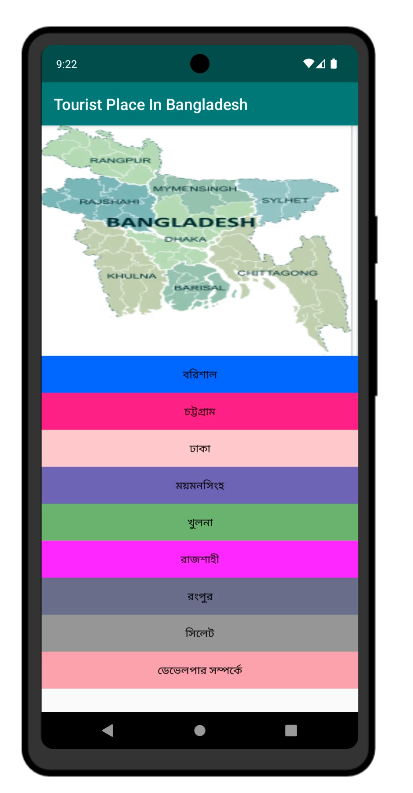 9:22
Tourist Place In Bangladesh
RANGPUR
MYMENSINGH
RAJSHAHI
SYLHET
BANGLADESH
DHAKA
KHULNA
CHITTAGONG
BARISAL
বরিশাল
চট্টগ্রাম
ঢাকা
ময়মনসিংহ
খুলনা
রাজশাহী
রংপুর
সিলেট
ডেভেলপার সম্পর্কে